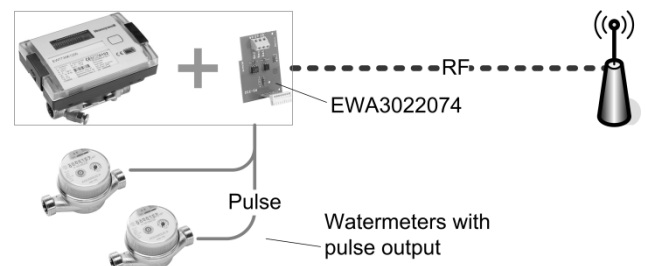 RF
EWA3022074
Pulse
Watermeters with
pulse output